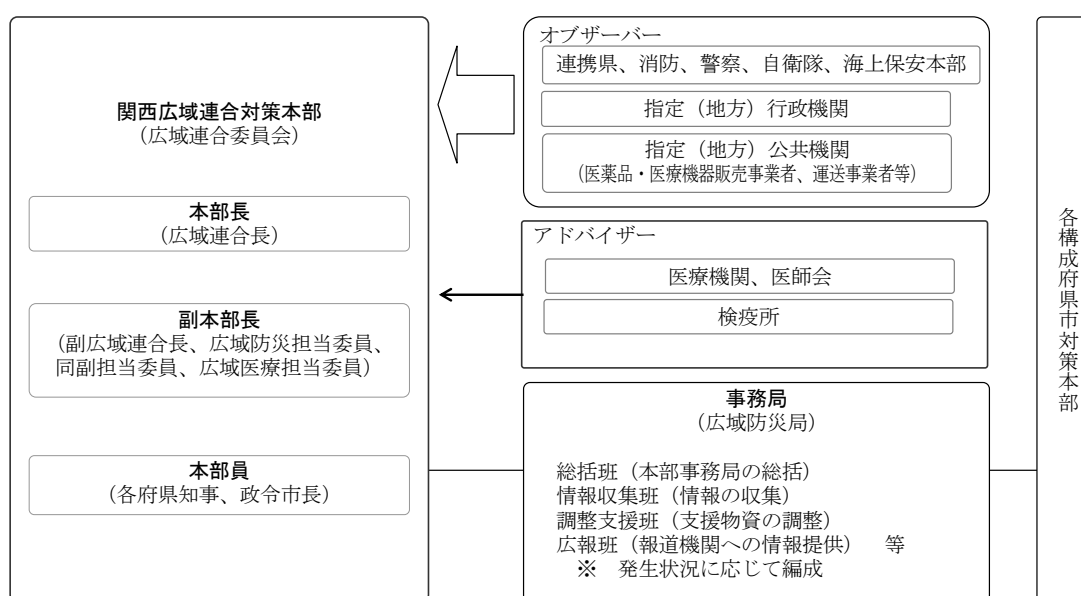 関西広域連合対策本部
（広域連合委員会）
本部長
（広域連合長）
副本部長
（副広域連合長、広域防災担当委員、
同副担当委員、広域医療担当委員）
本部員
（各府県知事、政令市長）
オブザーバー
連携県、消防、警察、自衛隊、海上保安本部
指定（地方）行政機関
指定（地方）公共機関
（医薬品・医療機器販売事業者、運送事業者等）
アドバイザー
医療機関、医師会
検疫所
事務局
（広域防災局）
総括班（本部事務局の総括）
情報収集班（情報の収集）
調整支援班（支援物資の調整）
広報班（報道機関への情報提供）　等
※　発生状況に応じて編成
各構成府県市対策本部